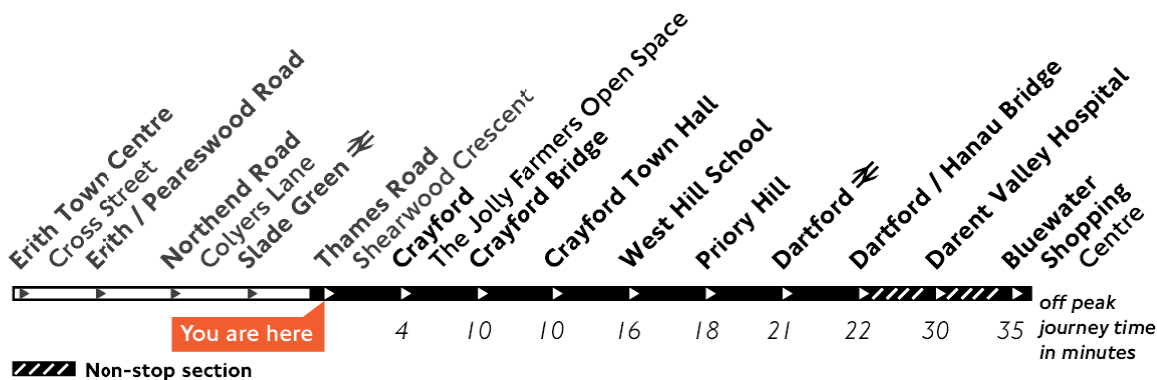 Erith Town Centre
Cross Street
Erith / Peareswood Road
Northend Road
Colyers Lane
Slade Green
Thames Road
Shearwood Crescent
Crayford
The Jolly Farmers Open Space
Crayford Bridge
Crayford Town Hall
West Hill School
Priory Hill
Dartford
Dartford / Hanau Bridge
Darent Valley Hospital
Bluewater
Shopping
Centre
You are here
4 10 10 16 18 21 22 30 35
off peak
journey time
in minutes
Non-stop section